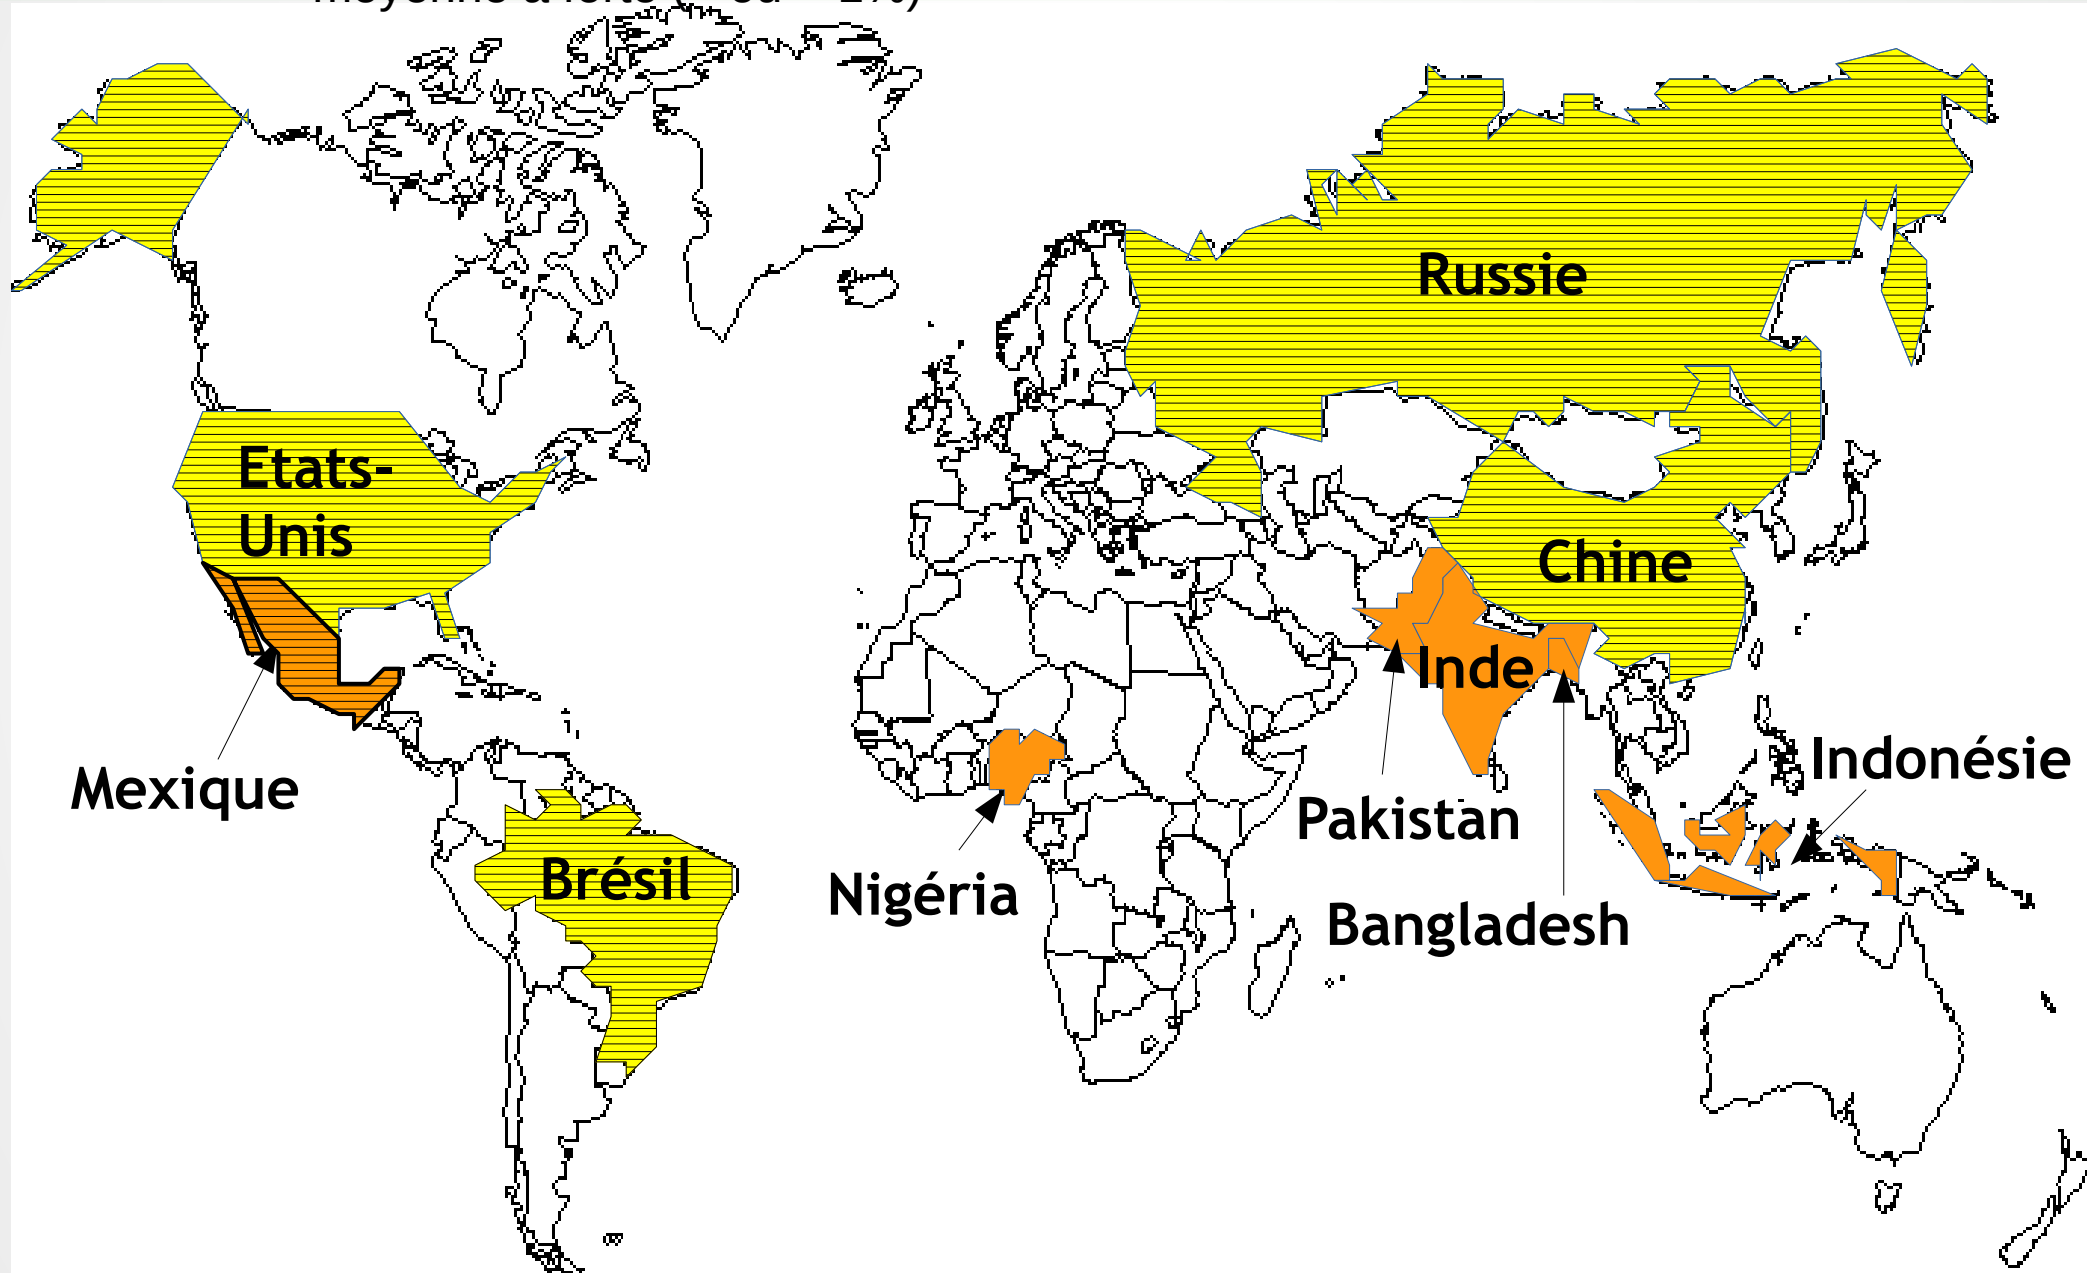 Russie
Etats-
Unis
Chine
Inde
Indonésie
Mexique
Pakistan
Brésil
Nigéria
Bangladesh